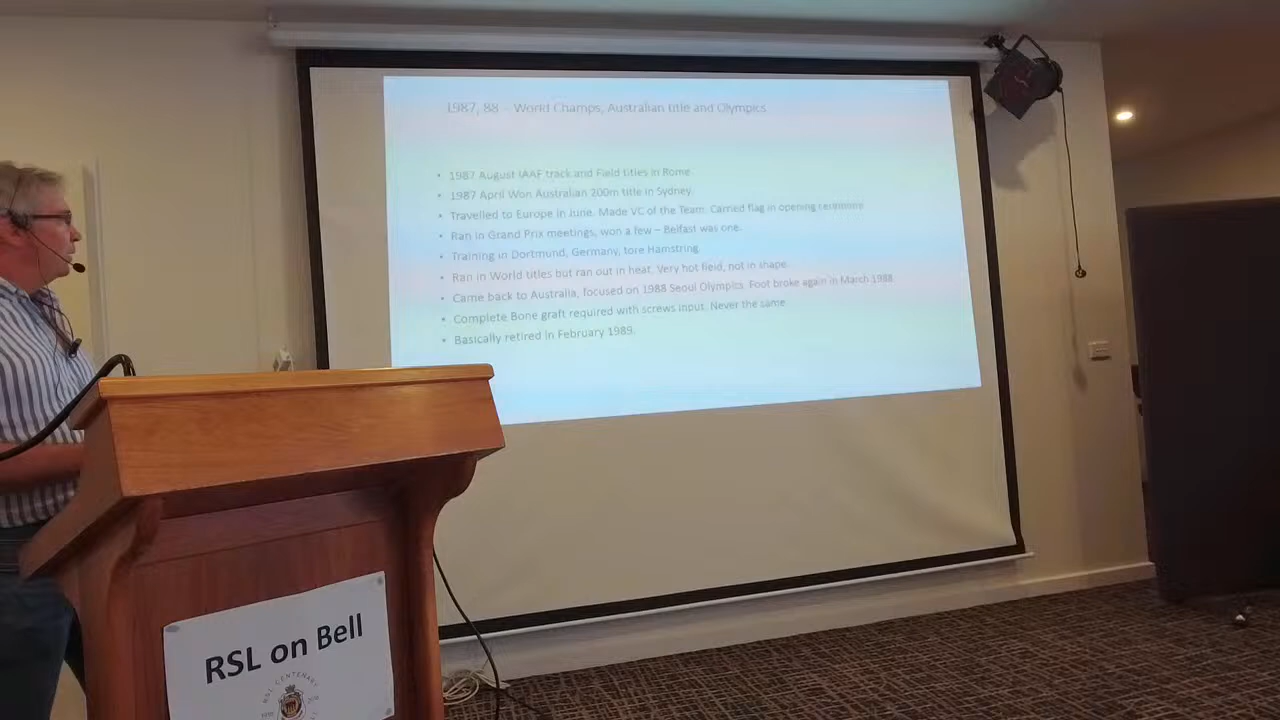 1987, 88 – World Champs, Australian title and Olympics
• 1987 August IAAF track and Field titles in Rome
• 1987 April Won Australian 200m title in Sydney.
• Travelled to Europe in June. Made VC of the Team. Carried flag in opening ceremony
• Ran in Grand Prix meetings, won a few – Belfast was one.
• Training in Dortmund, Germany, tore Hamstring.
• Ran in World titles but ran out in heat. Very hot field, not in shape.
• Came back to Australia, focused on 1988 Seoul Olympics. Foot broke again in March 1988
• Complete Bone graft required with screws input. Never the same.
• Basically retired in February 1989.
RSL on Bell
RSL CENTENARY